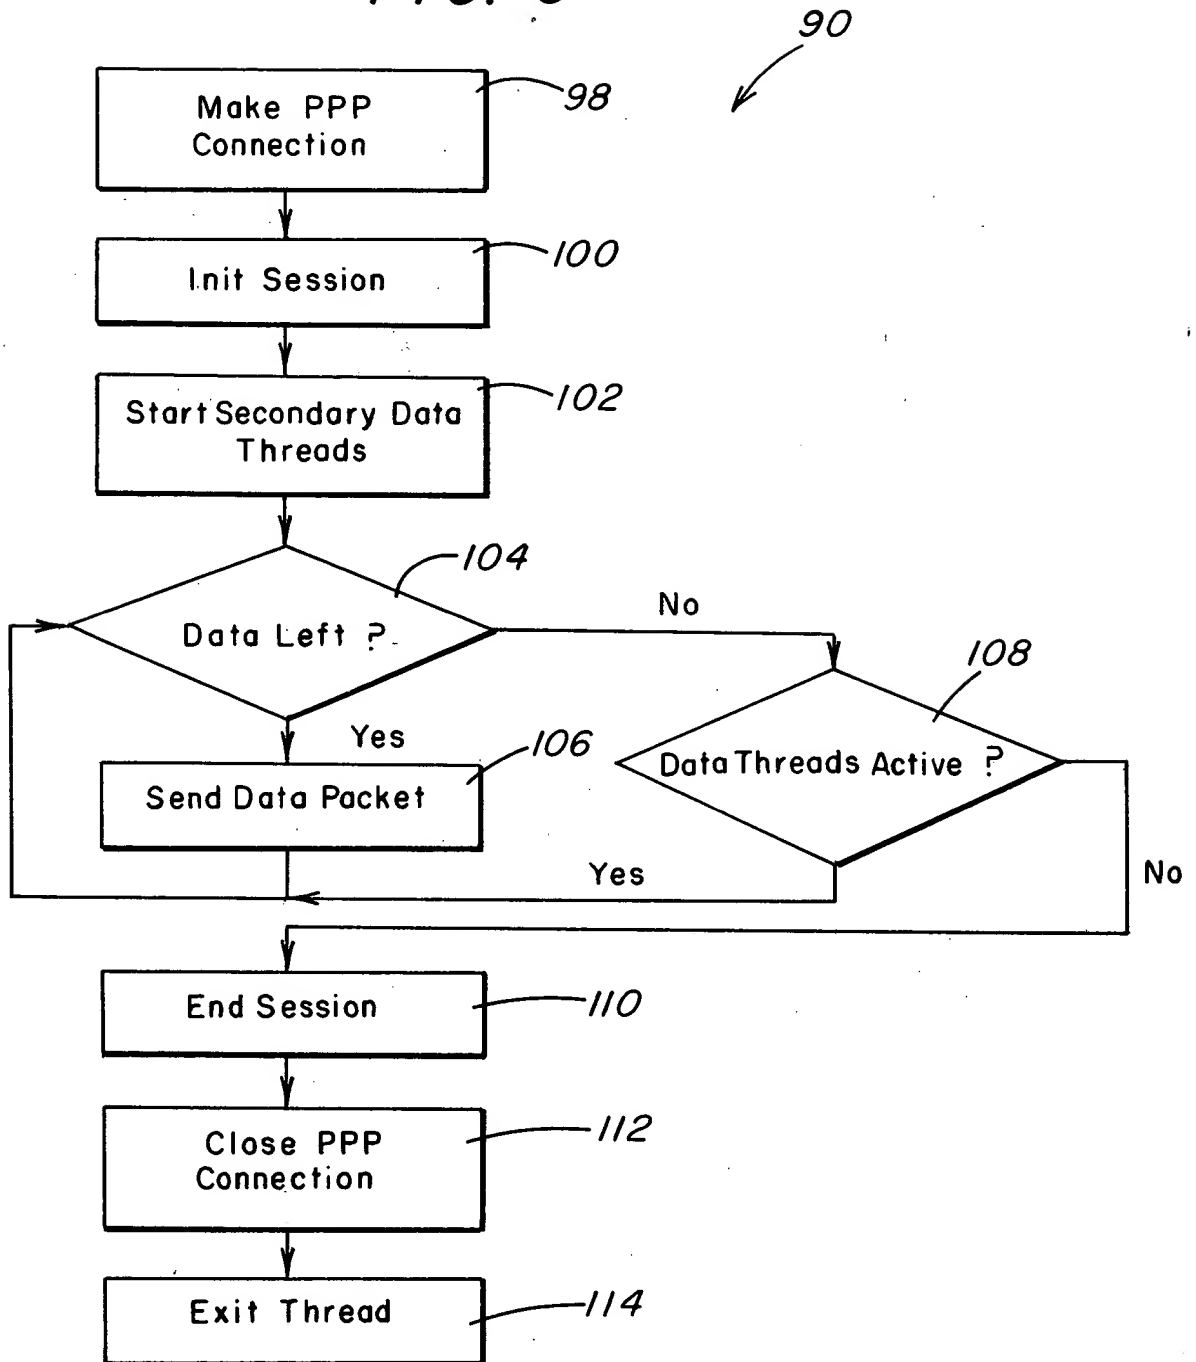 90
Make PPP
Connection
98
Init Session
100
Start Secondary Data
Threads
102
104
Data Left ?
No
108
Yes
106
Data Threads Active ?
Send Data Packet
Yes
No
End Session
110
Close PPP
Connection
112
Exit Thread
114